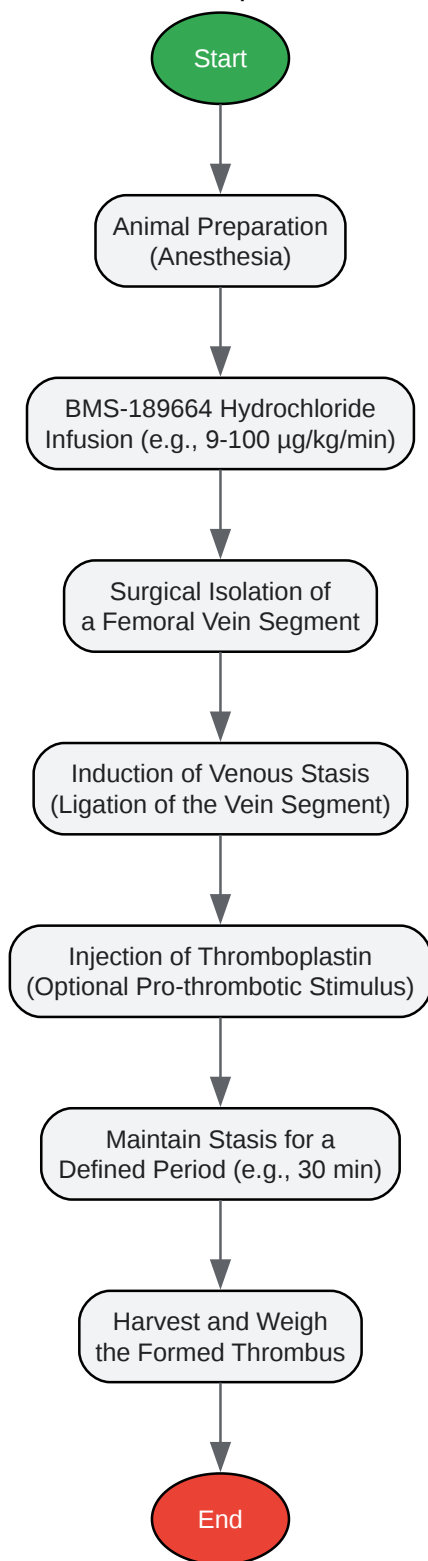 Start
Animal Preparation
(Anesthesia)
BMS-189664 Hydrochloride
Infusion (e.g., 9-100 µg/kg/min)
Surgical Isolation of
a Femoral Vein Segment
Induction of Venous Stasis
(Ligation of the Vein Segment)
Injection of Thromboplastin
(Optional Pro-thrombotic Stimulus)
Maintain Stasis for a
Defined Period (e.g., 30 min)
Harvest and Weigh
the Formed Thrombus
End